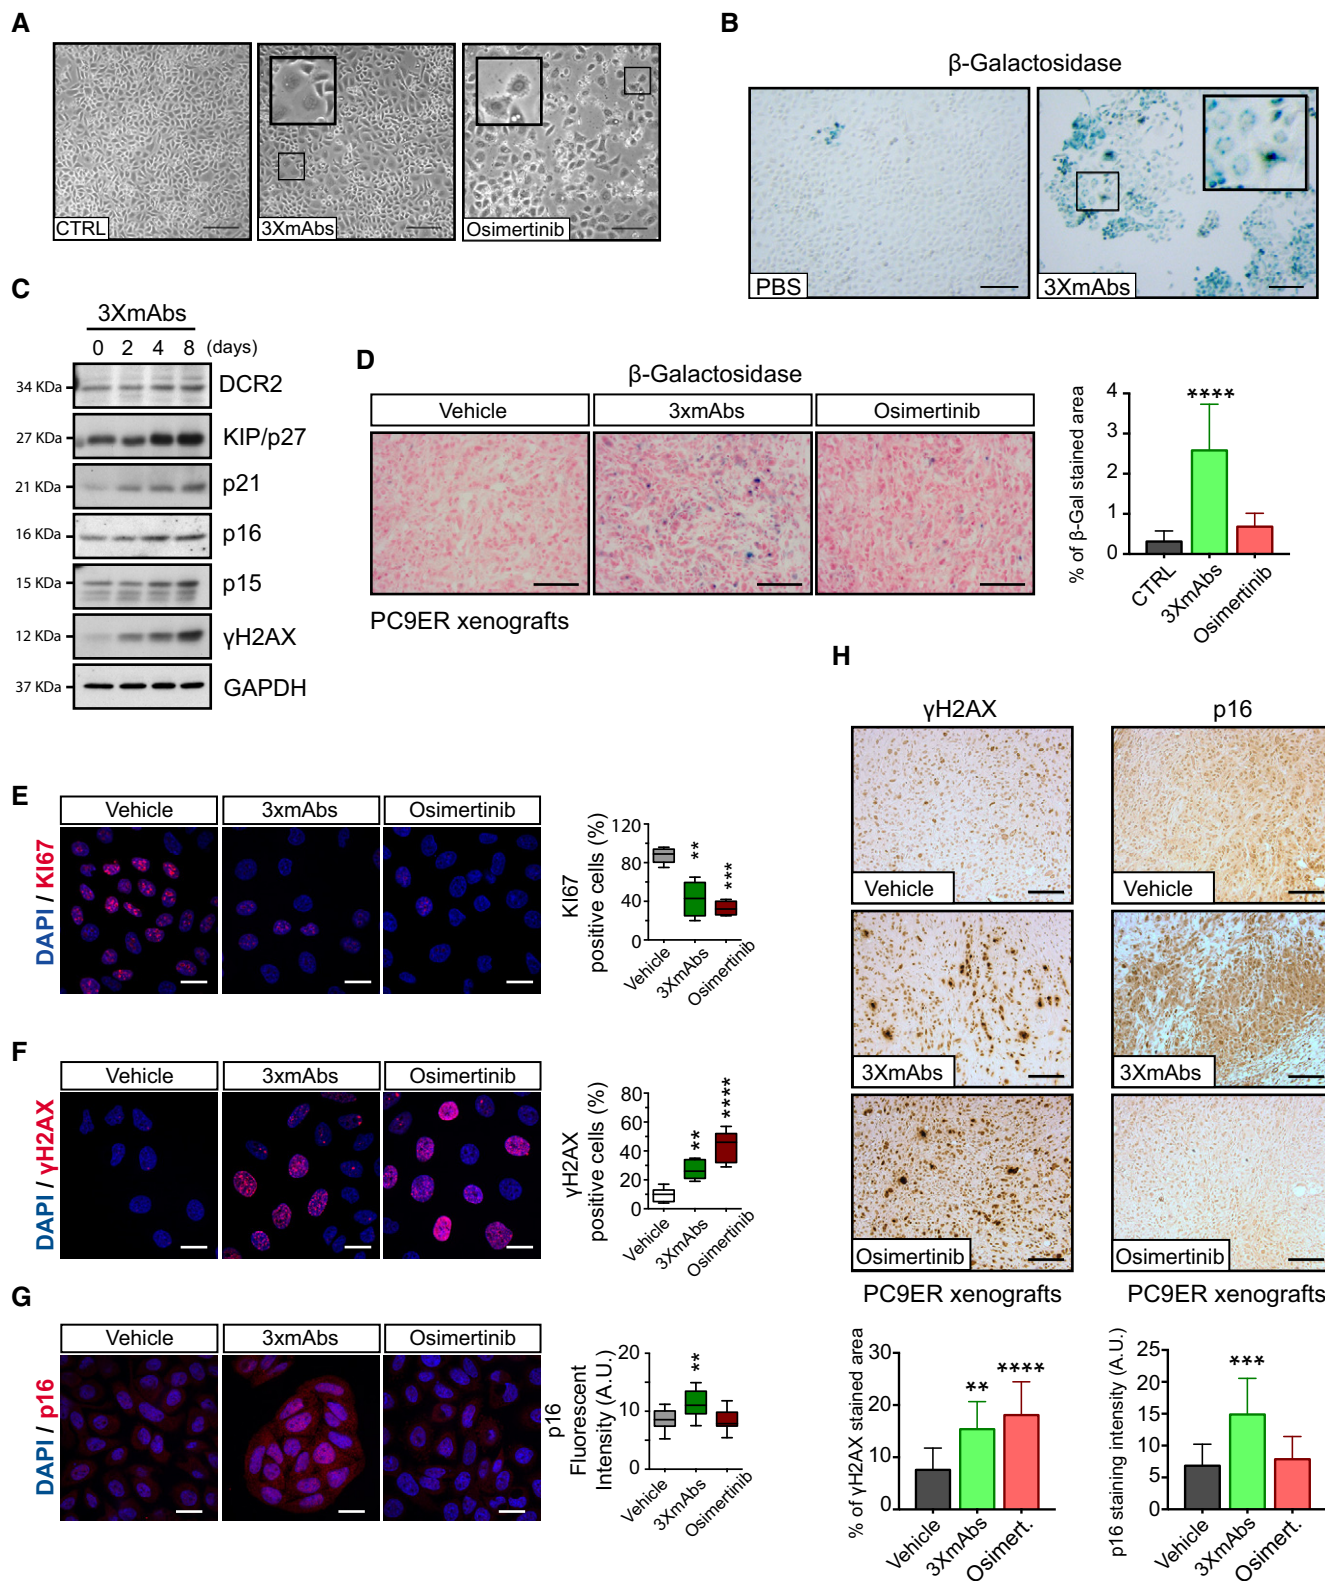 A
CTRL
3XmAbs
Osimertinib
B
β-Galactosidase
PBS
3XmAbs
C
3XmAbs
0 2 4 8 (days)
34 KDa DCR2
27 KDa KIP/p27
21 KDa p21
16 KDa p16
15 KDa p15
12 KDa γH2AX
37 KDa GAPDH
D
β-Galactosidase
Vehicle 3xmAbs Osimertinib
PC9ER xenografts
% of β-Gal stained area
4
3
2
1
0
****
CTRL
3XmAbs
Osimertinib
E
Vehicle 3xmAbs Osimertinib
DAPI / KI67
KI67
positive cells (%)
120
80
40
0
**
***
Vehicle
3XmAbs
Osimertinib
F
Vehicle 3xmAbs Osimertinib
DAPI / γH2AX
γH2AX
positive cells (%)
80
60
40
20
0
**
****
Vehicle
3XmAbs
Osimertinib
G
Vehicle 3xmAbs Osimertinib
DAPI / p16
p16
Fluorescent
Intensity (A.U.)
20
10
0
**
Vehicle
3XmAbs
Osimertinib
H
γH2AX p16
Vehicle Vehicle
3XmAbs 3XmAbs
Osimertinib Osimertinib
PC9ER xenografts PC9ER xenografts
% of γH2AX stained area
30
20
10
0
**
****
Vehicle
3XmAbs
Osimert.
p16 staining intensity (A.U.)
25
20
15
10
5
0
***
Vehicle
3XmAbs
Osimert.